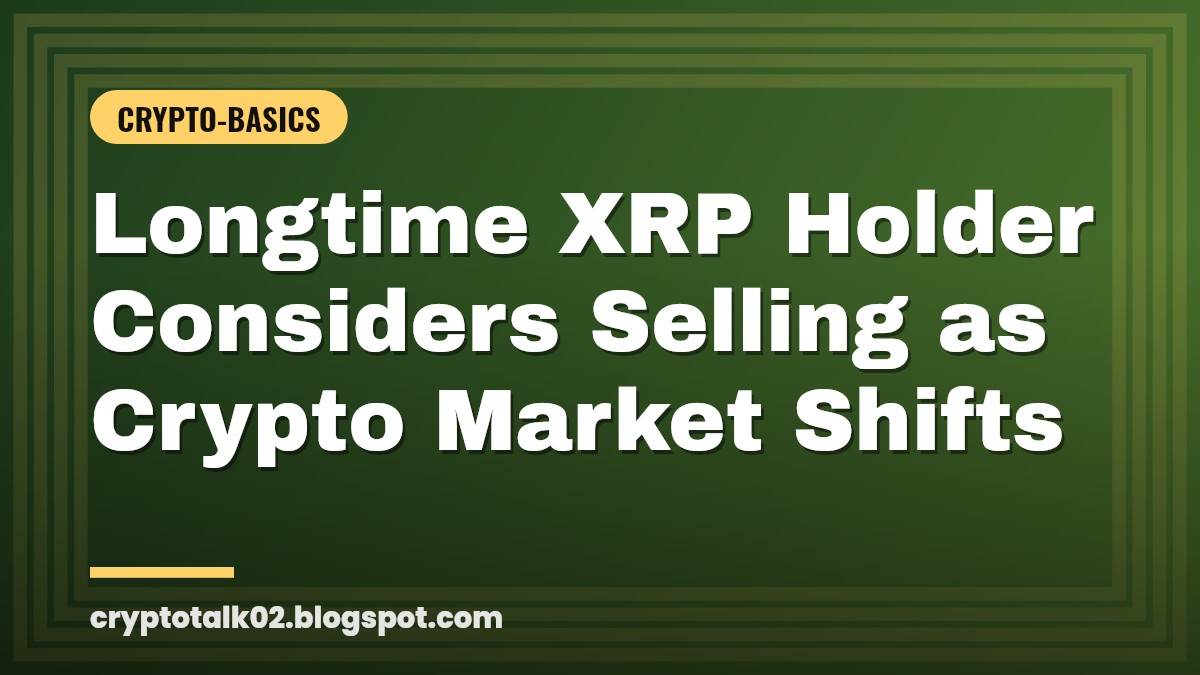 CRYPTO-BASICS
Longtime XRP Holder
Considers Selling as
Crypto Market Shifts
cryptotalk02.blogspot.com